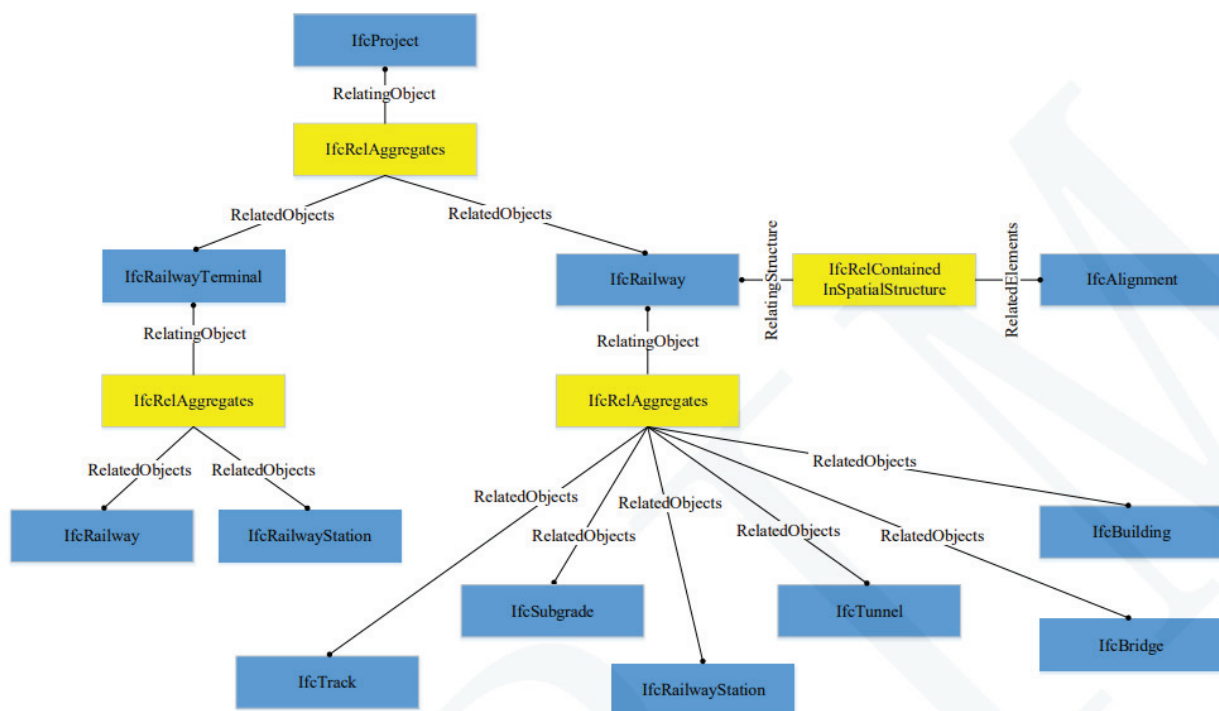 IfcProject
RelatingObject
IfcRelAggregates
RelatedObjects
RelatedObjects
IfcRailwayTerminal
IfcRailway
RelatingStructure
IfcRelContained
InSpatialStructure
RelatedElements
IfcAlignment
RelatingObject
RelatingObject
IfcRelAggregates
IfcRelAggregates
RelatedObjects
RelatedObjects
RelatedObjects
RelatedObjects
RelatedObjects
RelatedObjects
RelatedObjects
RelatedObjects
IfcRailway
IfcRailwayStation
IfcBuilding
IfcSubgrade
IfcTunnel
IfcBridge
IfcTrack
IfcRailwayStation